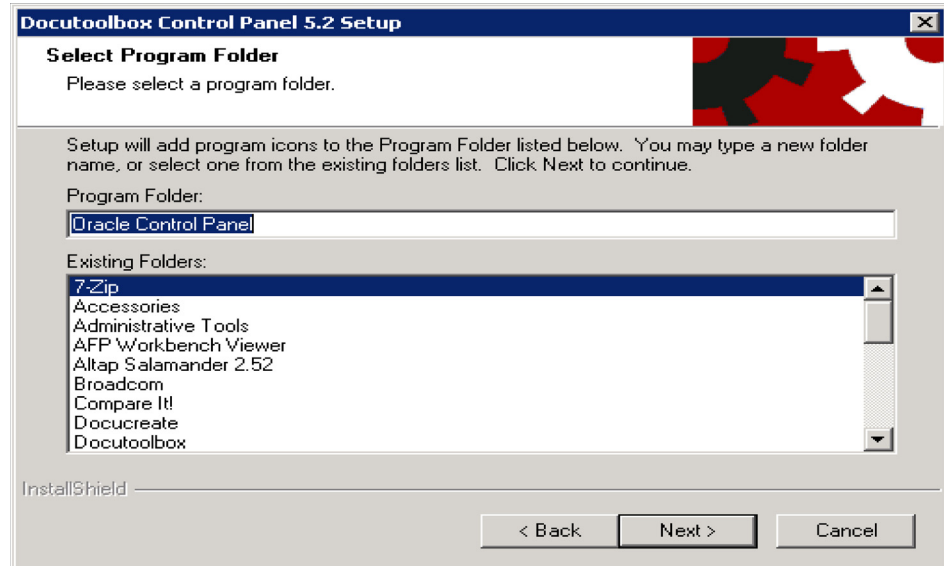 Docutoolbox Control Panel 5.2 Setup
Select Program Folder
Please select a program folder.
Setup will add program icons to the Program Folder listed below.  You may type a new folder
name, or select one from the existing folders list.  Click Next to continue.
Program Folder:
Oracle Control Panel
Existing Folders:
7-Zip
Accessories
Administrative Tools
AFP Workbench Viewer
Altap Salamander 2.52
Broadcom
Compare It!
Docucreate
Docutoolbox
InstallShield
< Back
Next >
Cancel